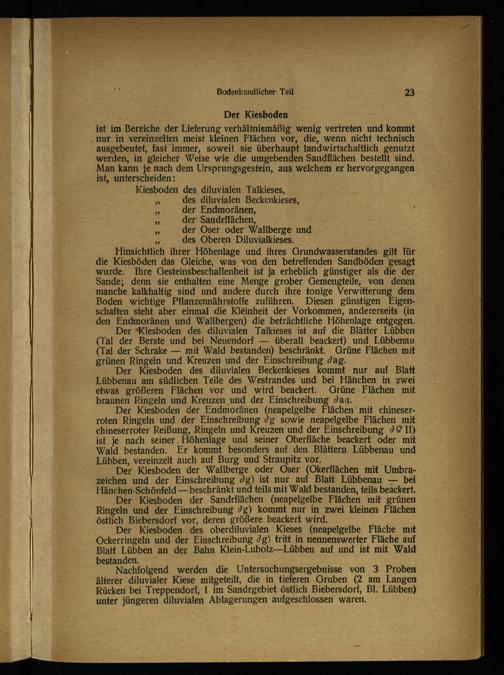 Bodenkundlicher Teil 23
Der Kiesboden
ist im Bereiche der Lieferung verhältnismäßig wenig vertreten und kommt
nur in vereinzelten meist kleinen Flächen vor, die, wenn nicht technisch
ausgebeutet, fast immer, soweit sie überhaupt landwirtschaftlich genutzt
werden, in gleicher Weise wie die umgebenden Sandflächen bestellt sind.
Man kann je nach dem Ursprungsgestein, aus welchem er hervorgegangen
ist, unterscheiden:
Kiesboden des diluvialen Talkieses,
„ des diluvialen Beckenkieses,
„ der Endmoränen,
„ der Sandrflächen,
„ der Oser oder Wallberge und
„ des Oberen Diluvialkieses.
Hinsichtlich ihrer Höhenlage und ihres Grundwasserstandes gilt für
die Kiesböden das Gleiche, was von den betreffenden Sandböden gesagt
wurde. Ihre Gesteinsbeschaffenheit ist ja erheblich günstiger als die der
Sande; denn sie enthalten eine Menge grober Gemengteile, von denen
manche kalkhaltig sind und andere durch ihre tonige Verwitterung dem
Boden wichtige Pflanzennährstoffe zuführen. Diesen günstigen Eigen-
schaften steht aber einmal die Kleinheit der Vorkommen, andererseits (in
den Endmoränen und Wallbergen) die beträchtliche Höhenlage entgegen.
Der Kiesboden des diluvialen Talkieses ist auf die Blätter Lübben
(Tal der Berste und bei Neuendorf — überall beackert) und Lübbenau
(Tal der Schrake — mit Wald bestanden) beschränkt. Grüne Flächen mit
grünen Ringeln und Kreuzen und der Einschreibung ∂ag.
Der Kiesboden des diluvialen Beckenkieses kommt nur auf Blatt
Lübbenau am südlichen Teile des Westrandes und bei Hänchen in zwei
etwas größeren Flächen vor und wird beackert. Grüne Flächen mit
braunen Ringeln und Kreuzen und der Einschreibung ∂ag.
Der Kiesboden der Endmoränen (neapelgelbe Flächen mit chineser-
roten Ringeln und der Einschreibung ∂g sowie neapelgelbe Flächen mit
chineserroter Reißung, Ringeln und Kreuzen und der Einschreibung
ist je nach seiner Höhenlage und seiner Oberfläche beackert oder mit
Wald bestanden. Er kommt besonders auf den Blättern Lübbenau und
Lübben, vereinzelt auch auf Burg und Straupitz vor.
Der Kiesboden der Wallberge oder Oser (Okerflächen mit Umbra-
zeichen und der Einschreibung ∂g) ist nur auf Blatt Lübbenau — bei
Hänchen-Schönfeld — beschränkt und teils mit Wald bestanden, teils beackert.
Der Kiesboden der Sandrflächen (neapelgelbe Flächen mit grünen
Ringeln und der Einschreibung ∂g) kommt nur in zwei kleinen Flächen
östlich Biebersdorf vor, deren größere beackert wird.
Der Kiesboden des oberdiluvialen Kieses (neapelgelbe Fläche mit
Ockerringeln und der Einschreibung ∂g) tritt in nennenswerter Fläche auf
Blatt Lübben an der Bahn Klein-Lubolz—Lübben auf und ist mit Wald
bestanden.
Nachfolgend werden die Untersuchungsergebnisse von 3 Proben
älterer diluvialer Kiese mitgeteilt, die in tieferen Gruben (2 am Langen
Rücken bei Treppendorf, 1 im Sandrgebiet östlich Biebersdorf, Bl. Lübben)
unter jüngeren diluvialen Ablagerungen aufgeschlossen waren.